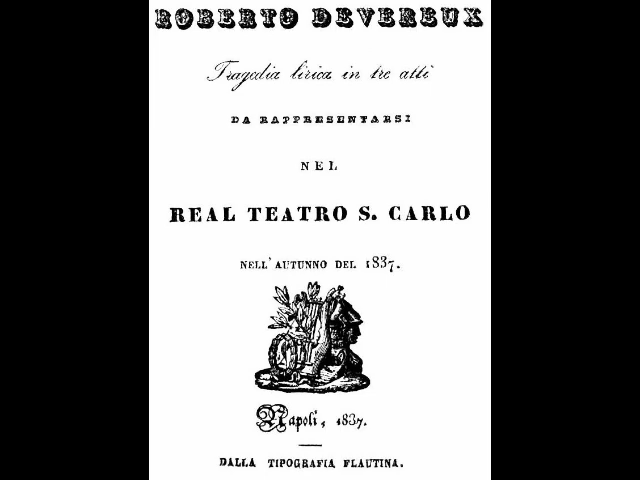 ROBERTO DEVEREUX
Tragedia lirica in tre atti
DA RAPPRESENTARSI
NEL
REAL TEATRO S. CARLO
NELL' AUTUNNO DEL 1837.
Napoli, 1837.
DALLA TIPOGRAFIA FLAUTINA.